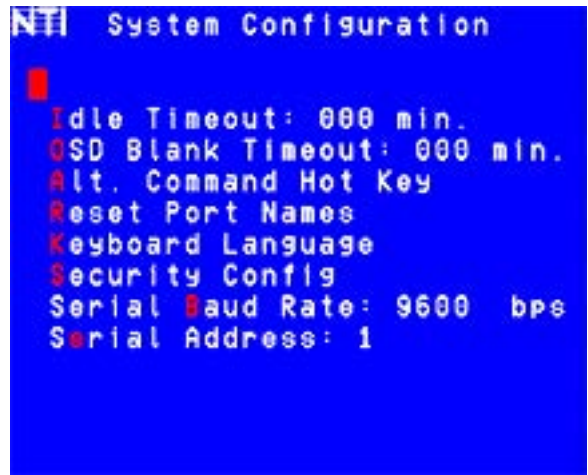 NTI System Configuration
Idle Timeout: 000 min.
OSD Blank Timeout: 000 min.
Alt. Command Hot Key
Reset Port Names
Keyboard Language
Security Config
Serial Baud Rate: 9600 bps
Serial Address: 1